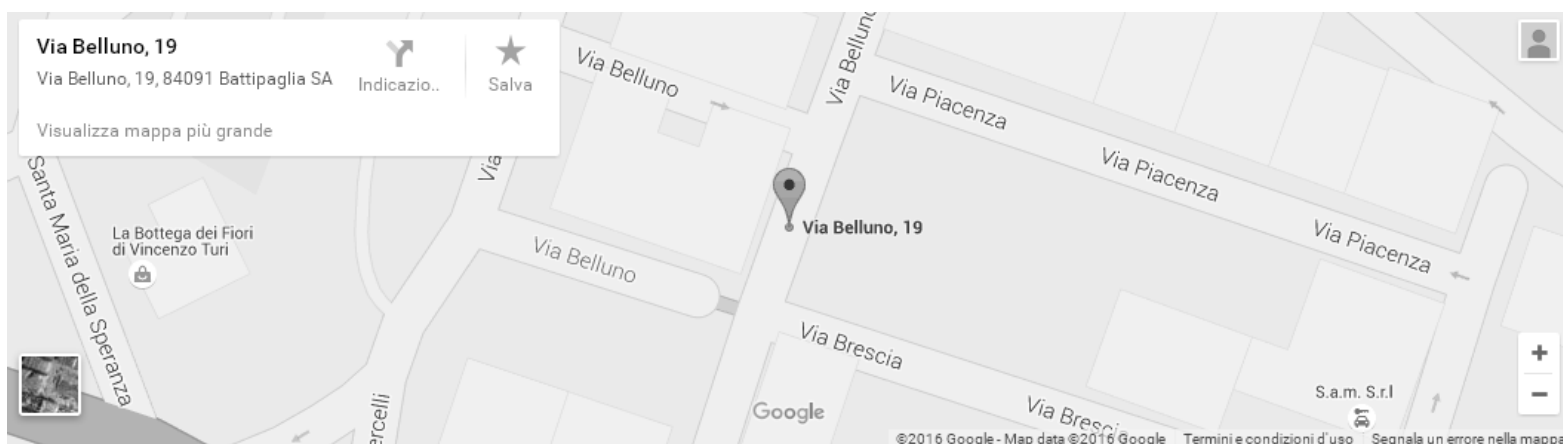 Via Belluno, 19
Via Belluno, 19, 84091 Battipaglia SA
Indicazio..
Salva
Visualizza mappa più grande
Via Belluno
Via Belluno
Via Piacenza
Via Piacenza
Via Piacenza
Via
Santa Maria della Speranza
La Bottega dei Fiori
di Vincenzo Turi
Via Belluno, 19
Via Belluno
Via Brescia
Via Brescia
ercelli
S.a.m. S.r.l
+
−
Google
©2016 Google - Map data ©2016 Google Termini e condizioni d'uso Segnala un errore nella mappa